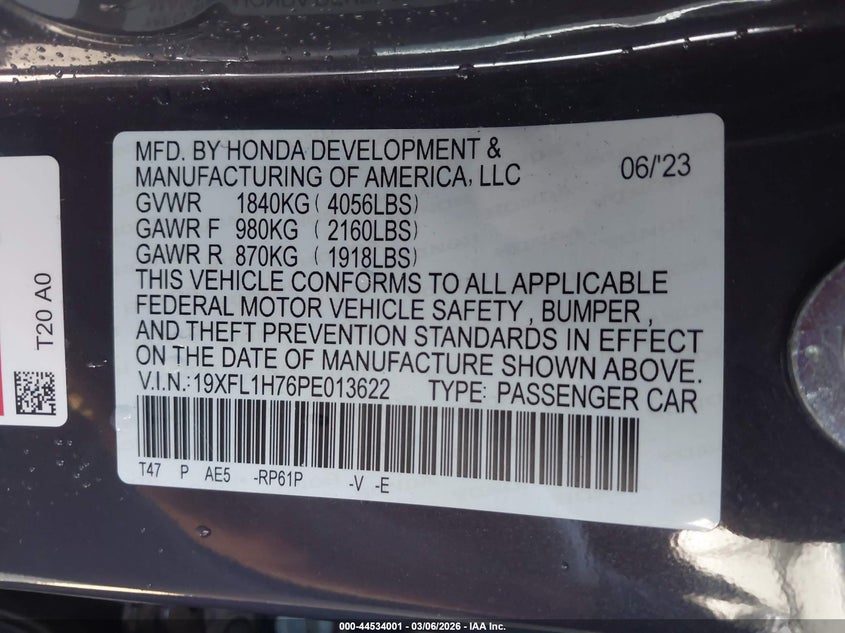 MFD. BY HONDA DEVELOPMENT &
MANUFACTURING OF AMERICA, LLC 06/'23
GVWR 1840KG ( 4056LBS)
GAWR F 980KG ( 2160LBS)
GAWR R 870KG ( 1918LBS)
THIS VEHICLE CONFORMS TO ALL APPLICABLE
FEDERAL MOTOR VEHICLE SAFETY , BUMPER ,
AND THEFT PREVENTION STANDARDS IN EFFECT
ON THE DATE OF MANUFACTURE SHOWN ABOVE.
V.I.N.: 19XFL1H76PE013622 TYPE: PASSENGER CAR
T47 P AE5 -RP61P -V -E
T20 A0
000-44534001 - 03/06/2026 - IAA Inc.